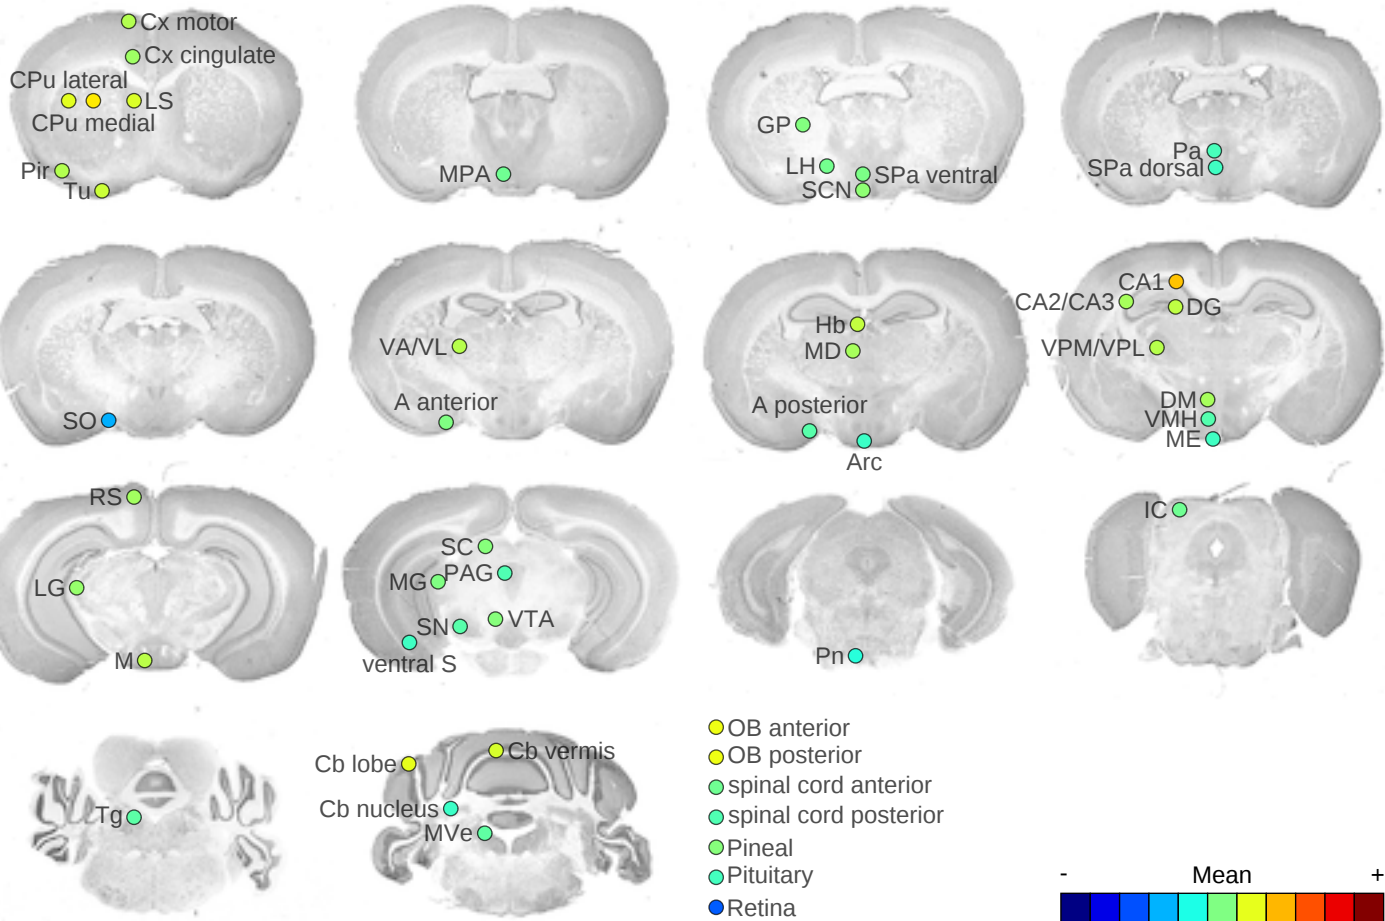 Cx motor
Cx cingulate
CPu lateral
LS
CPu medial
Pir
Tu
MPA
GP
LH
SPa ventral
SCN
Pa
SPa dorsal
SO
VA/VL
A anterior
Hb
MD
A posterior
Arc
CA1
CA2/CA3
DG
VPM/VPL
DM
VMH
ME
RS
LG
M
SC
MG
PAG
SN
VTA
ventral S
Pn
IC
Tg
Cb lobe
Cb vermis
Cb nucleus
MVe
OB anterior
OB posterior
spinal cord anterior
spinal cord posterior
Pineal
Pituitary
Retina
- Mean +